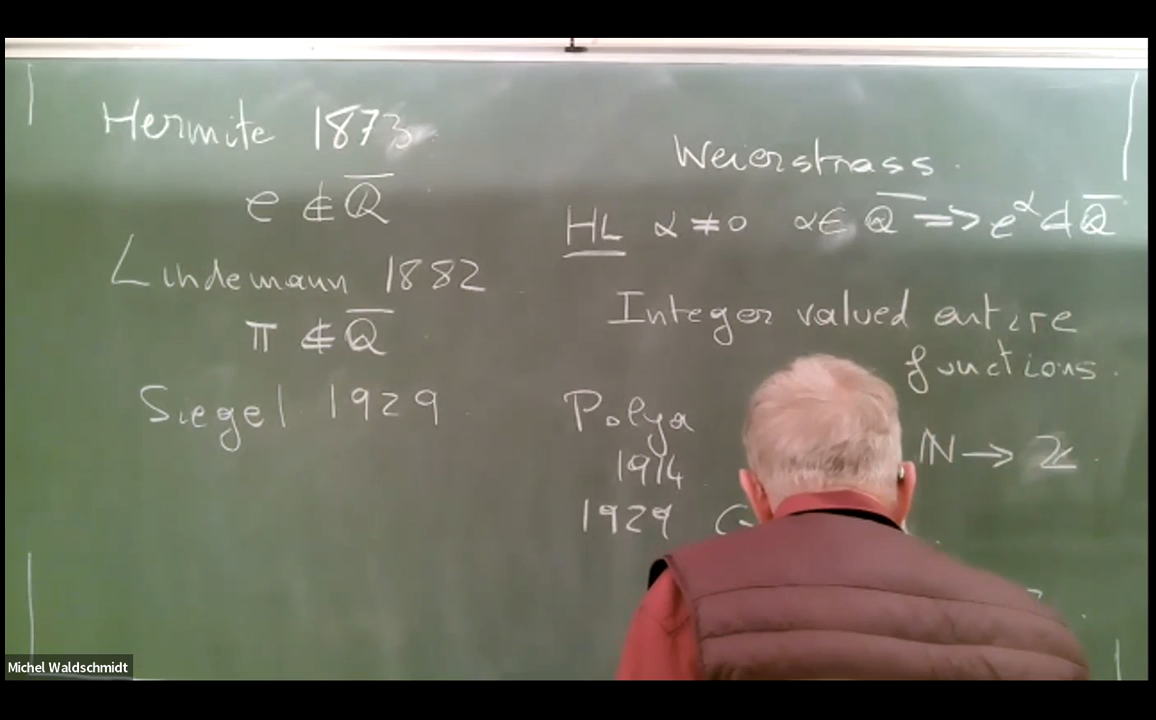 Hermite 1873
e ∉ Q̅
Lindemann 1882
π ∉ Q̅
Siegel 1929
Weierstrass.
HL α ≠ 0 α ∈ Q̅ => e^α ∉ Q̅
Integer valued entire
functions.
Polya
1914
N → Z
1929
Michel Waldschmidt